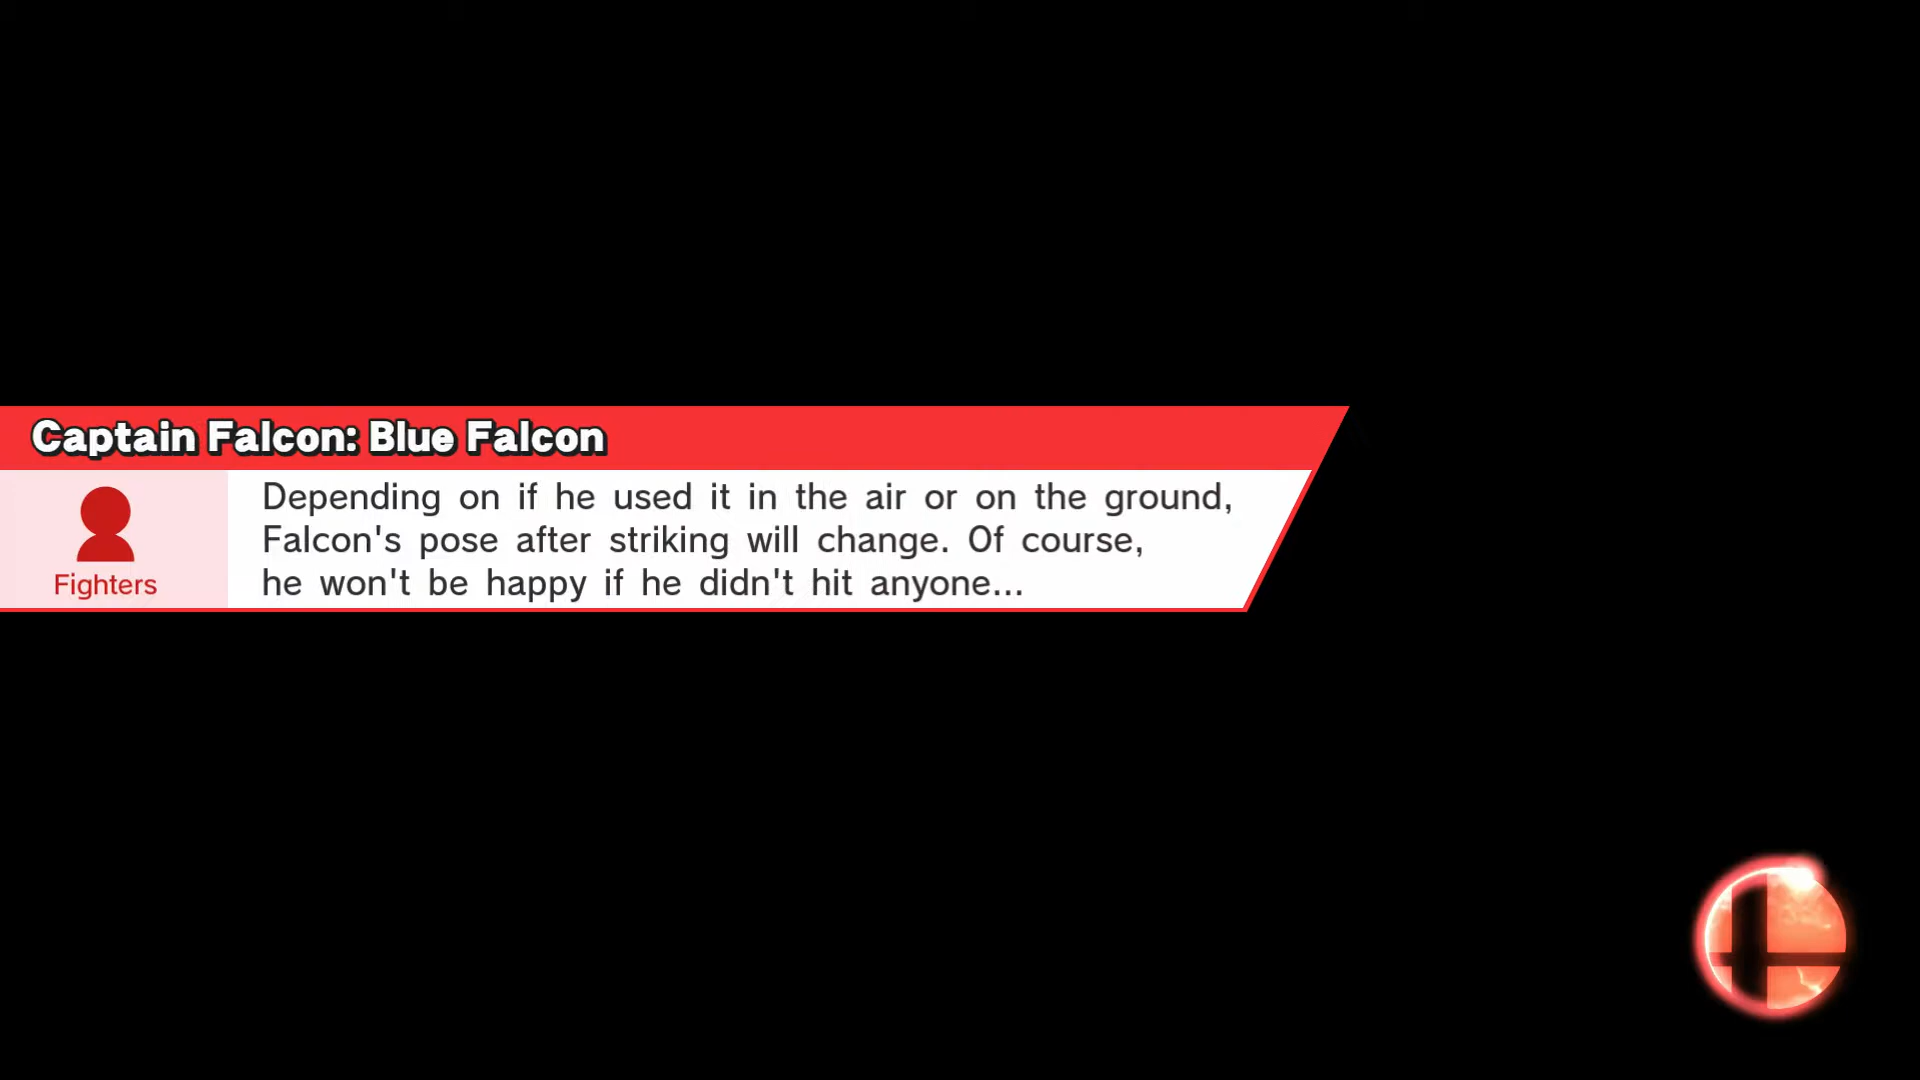 Captain Falcon: Blue Falcon
Depending on if he used it in the air or on the ground,
Falcon's pose after striking will change. Of course,
he won't be happy if he didn't hit anyone...
Fighters